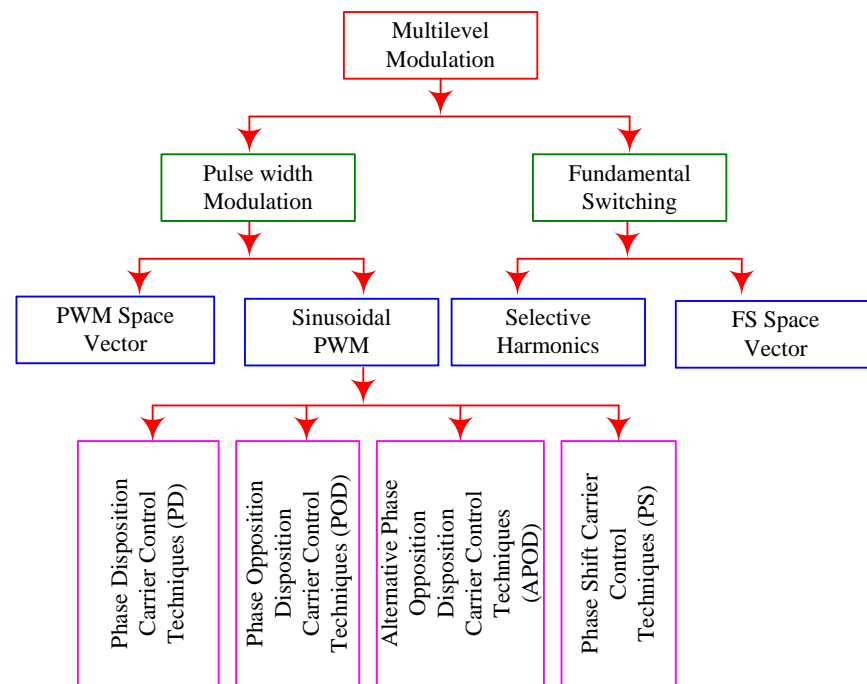 Multilevel
Modulation
Pulse width
Modulation
Fundamental
Switching
PWM Space
Vector
Sinusoidal
PWM
Selective
Harmonics
FS Space
Vector
Phase Disposition
Carrier Control
Techniques (PD)
Phase Opposition
Disposition
Carrier Control
Techniques (POD)
Alternative Phase
Opposition
Disposition
Carrier Control
Techniques
(APOD)
Phase Shift Carrier
Control
Techniques (PS)